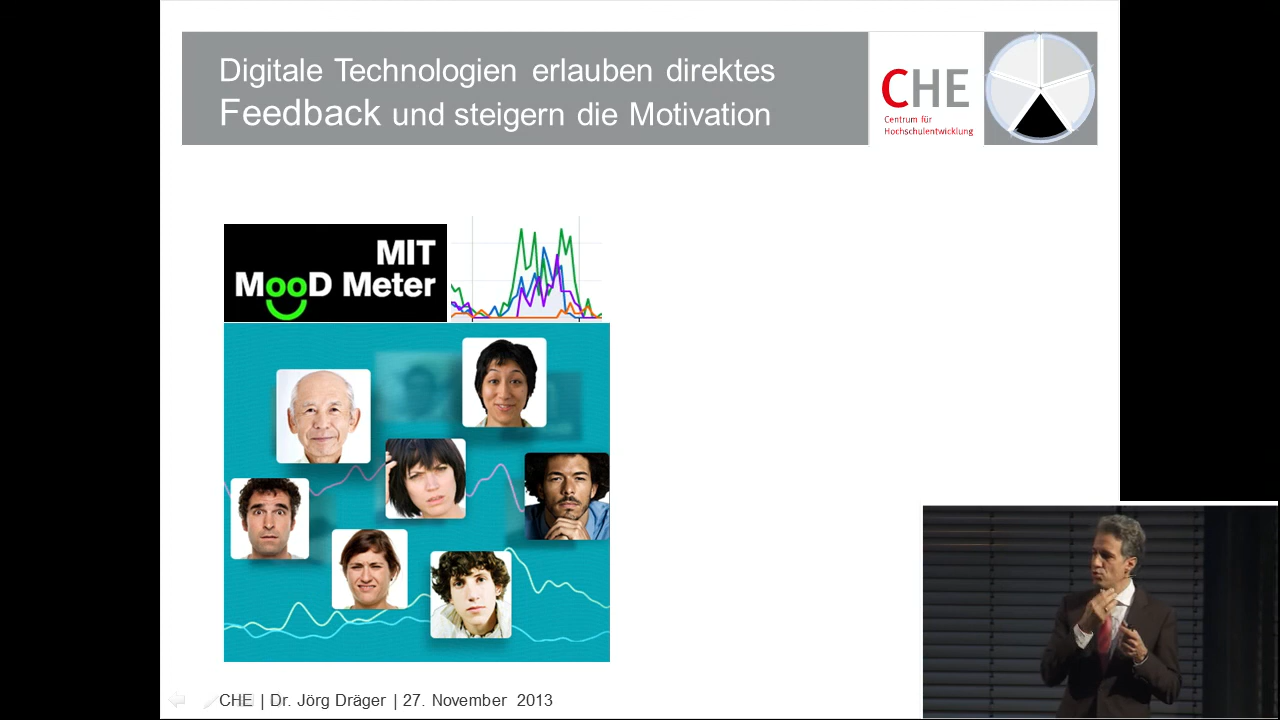 Digitale Technologien erlauben direktes
Feedback und steigern die Motivation
CHE
Centrum für
Hochschulentwicklung
MIT
MooD Meter
CHE | Dr. Jörg Dräger | 27. November 2013